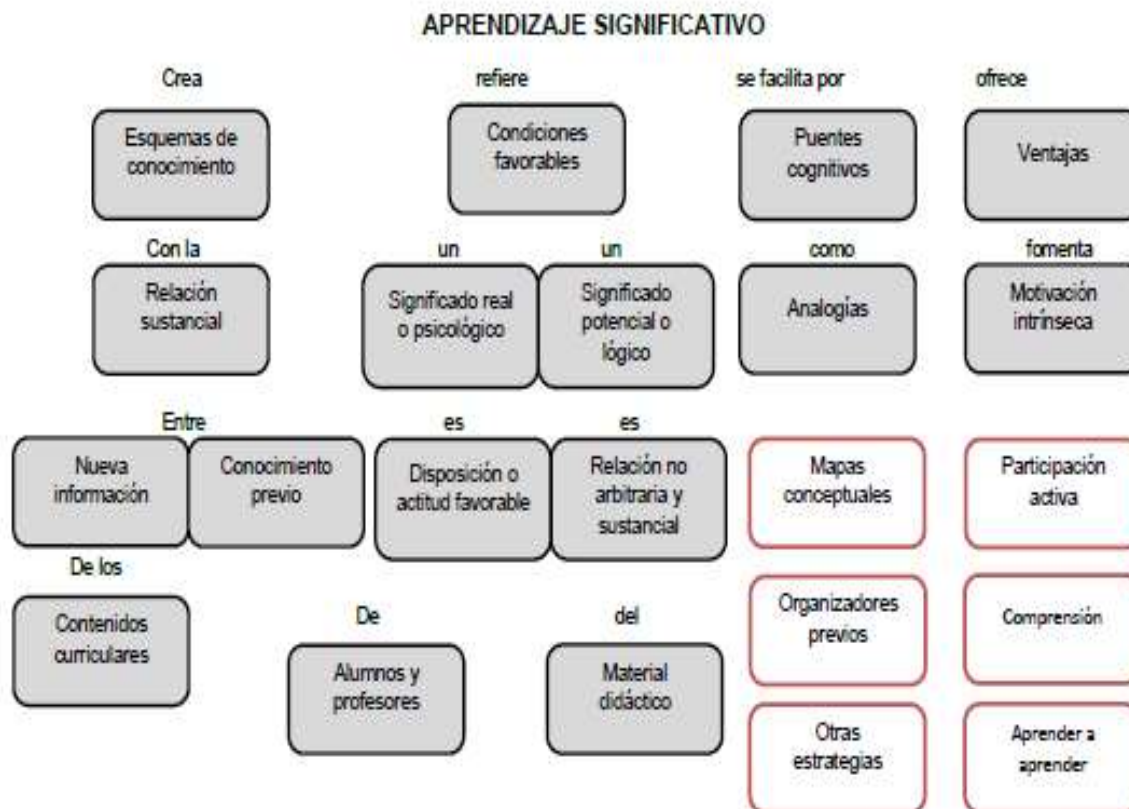 APRENDIZAJE SIGNIFICATIVO
Crea
refiere
se facilita por
ofrece
Esquemas de
conocimiento
Condiciones
favorables
Puentes
cognitivos
Ventajas
Con la
un
un
como
fomenta
Relación
sustancial
Significado real
o psicológico
Significado
potencial o
lógico
Analogías
Motivación
intrínseca
Entre
es
es
Nueva
información
Conocimiento
previo
Disposición o
actitud favorable
Relación no
arbitraria y
sustancial
Mapas
conceptuales
Participación
activa
De los
Contenidos
curriculares
De
del
Organizadores
previos
Comprensión
Alumnos y
profesores
Material
didáctico
Otras
estrategias
Aprender a
aprender